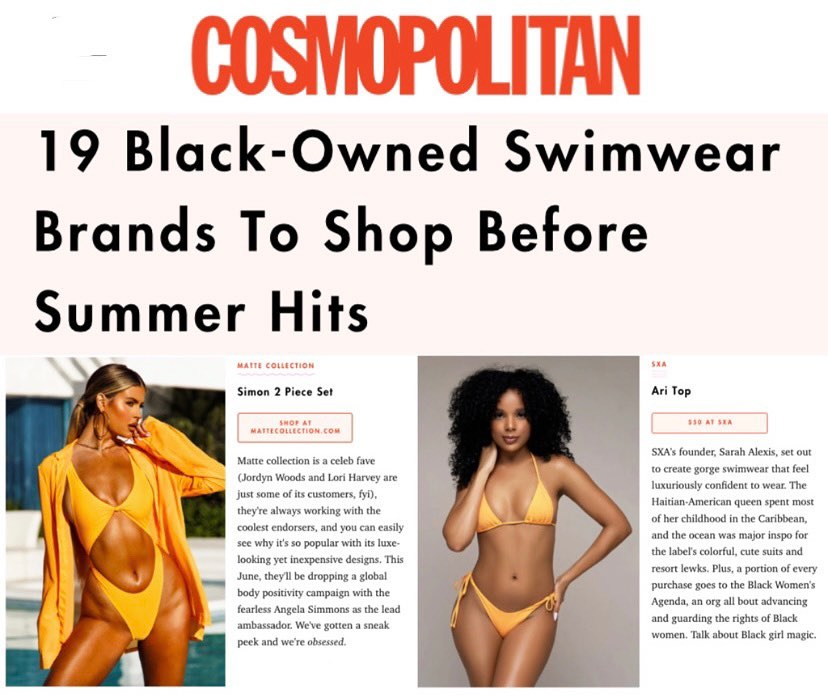 COSMOPOLITAN
19 Black-Owned Swimwear
Brands To Shop Before
Summer Hits
MATTE COLLECTION
Simon 2 Piece Set
SHOP AT
MATTECOLLECTION.COM
Matte collection is a celeb fave
(Jordyn Woods and Lori Harvey are
just some of its customers, fyi),
they're always working with the
coolest endorsers, and you can easily
see why it's so popular with its luxe-
looking yet inexpensive designs. This
June, they'll be dropping a global
body positivity campaign with the
fearless Angela Simmons as the lead
ambassador. We've gotten a sneak
peek and we're obsessed.
SXA
Ari Top
$50 AT SXA
SXA's founder, Sarah Alexis, set out
to create gorge swimwear that feel
luxuriously confident to wear. The
Haitian-American queen spent most
of her childhood in the Caribbean,
and the ocean was major inspo for
the label's colorful, cute suits and
resort lewks. Plus, a portion of every
purchase goes to the Black Women's
Agenda, an org all bout advancing
and guarding the rights of Black
women. Talk about Black girl magic.